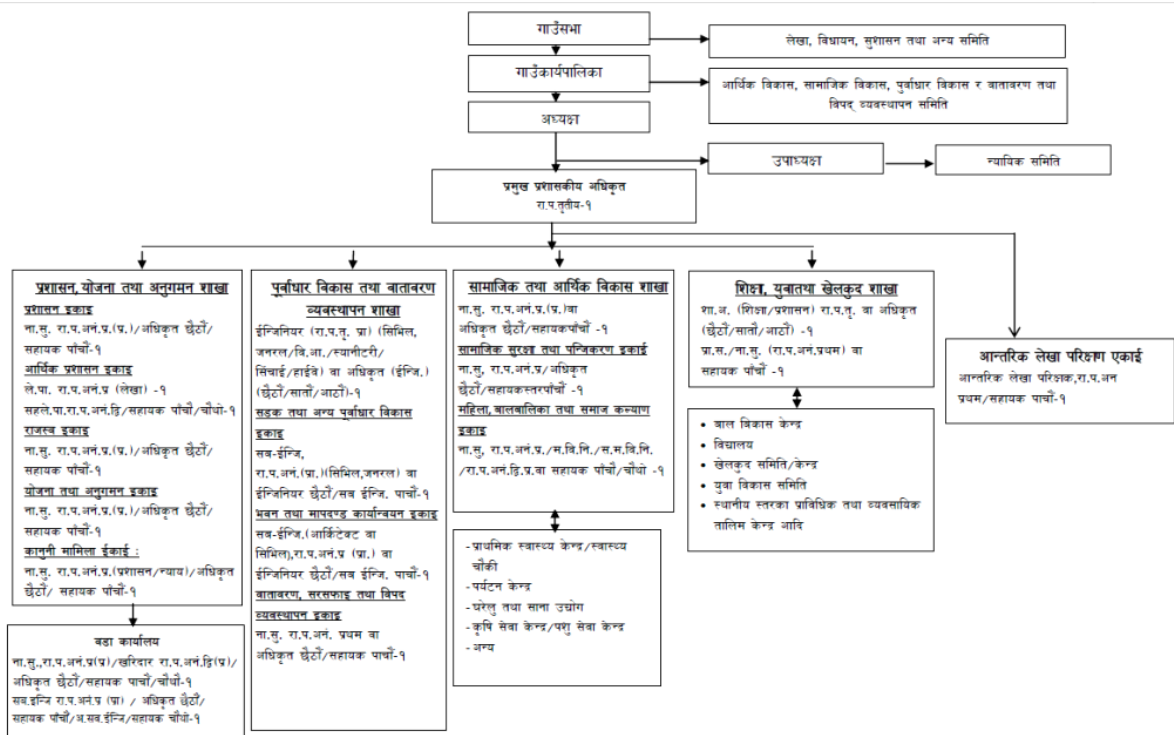 गाउँसभा
लेखा, विधायन, सुशासन तथा अन्य समिति
गाउँकार्यपालिका
आर्थिक विकास, सामाजिक विकास, पुर्वाधार विकास र वातावरण तथा
विपद् व्यवस्थापन समिति
अध्यक्षा
उपाध्यक्षा
न्यायिक समिति
प्रमुख प्रशासकीय अधिकृत
रा.प.तृतीय-१
प्रशासन,योजना तथा अनुगमन शाखा
प्रशासन इकाइ
ना.सु. रा.प.अनं.प्र.(प्र.)/अधिकृत छैटौं/
सहायक पाँचौं-१
आर्थिक प्रशासन इकाइ
ले.पा. रा.प.अनं.प्र (लेखा) -१
सहले.पा.रा.प.अनं.द्वि/सहायक पाँचौ/चौथो-१
राजस्व इकाइ
ना.सु. रा.प.अनं.प्र.(प्र.)/अधिकृत छैटौं/
सहायक पाँचौं-१
योजना तथा अनुगमन इकाइ
ना.सु. रा.प.अनं.प्र.(प्र.)/अधिकृत छैटौं/
सहायक पाँचौं-१
कानुनी मामिला ईकाई :
ना.सु. रा.प.अनं.प्र.(प्रशासन/न्याय)/अधिकृत
छैटौं/ सहायक पाँचौं-१
वडा कार्यालय
ना.सु.,रा.प.अनं.प्र(प्र)/खरिदार रा.प.अनं.द्वि(प्र)/
अधिकृत छैटौं/सहायक पाचौं/चौथौ-१
सब.इन्जि रा.प.अनं.प्र (प्रा) / अधिकृत छैटौं/
सहायक पाँचौं/अ.सव.ईन्जि/सहायक चौथो-१
पूर्वाधार विकास तथा वातावरण
व्यवस्थापन शाखा
ईन्जिनियर (रा.प.तृ. प्रा) (सिभिल,
जनरल/वि.आ./स्यानीटरी/
सिंचाई/हाईवे) वा अधिकृत (ईन्जि.)
(छैटौं/सातौं/आठौं)-१
सडक तथा अन्य पूर्वाधार विकास
इकाइ
सव-ईन्जि,
रा.प.अनं.(प्रा.)(सिभिल,जनरल) वा
ईन्जिनियर छैटौं/सब ईन्जि. पाचौं-१
भवन तथा मापदण्ड कार्यान्वयन इकाइ
सब-ईन्जि.(आर्किटेक्ट वा
सिभिल),रा.प.अनं.प्र (प्रा.) वा
ईन्जिनियर छैटौं/सब ईन्जि. पाचौं-१
वातावरण, सरसफाइ तथा विपद
व्यवस्थापन इकाइ
ना.सु. रा.प.अनं. प्रथम वा
अधिकृत छैटौं/सहायक पाचौं-१
सामाजिक तथा आर्थिक विकास शाखा
ना.सु. रा.प.अनं.प्र.(प्र.)वा
अधिकृत छैटौं/सहायकपाँचौं -१
सामाजिक सुरक्षा तथा पन्जिकरण इकाइ
ना.सु, रा.प.अनं.प्र/अधिकृत
छैटौं/सहायकस्तरपाँचौं -१
महिला,बालबालिका तथा समाज कल्याण
इकाइ
ना.सु, रा.प.अनं.प्र./म.वि.नि./स.म.वि.नि.
/रा.प.अनं.द्वि.प्र.वा सहायक पाँचौ/चौथो -१
-प्राथमिक स्वास्थ्य केन्द्र/स्वास्थ्य
चौकी
-पर्यटन केन्द्र
-घरेलु तथा साना उद्योग
-कृषि सेवा केन्द्र/पशु सेवा केन्द्र
-अन्य
शिक्षा, युवातथा खेलकुद शाखा
शा.अ. (शिक्षा/प्रशासन) रा.प.तृ. वा अधिकृत
(छैटौं/सातौ/आठौं) -१
प्रा.स./ना.सु. (रा.प.अनं.प्रथम) वा
सहायक पाँचौं -१
• बाल विकास केन्द्र
• विद्यालय
• खेलकुद समिति/केन्द्र
• युवा विकास समिति
• स्थानीय स्तरका प्राविधिक तथा व्यवसायिक
तालिम केन्द्र आदि
आन्तरिक लेखा परिक्षण एकाई
आन्तरिक लेखा परिक्षक,रा.प.अन
प्रथम/सहायक पाचौं-१